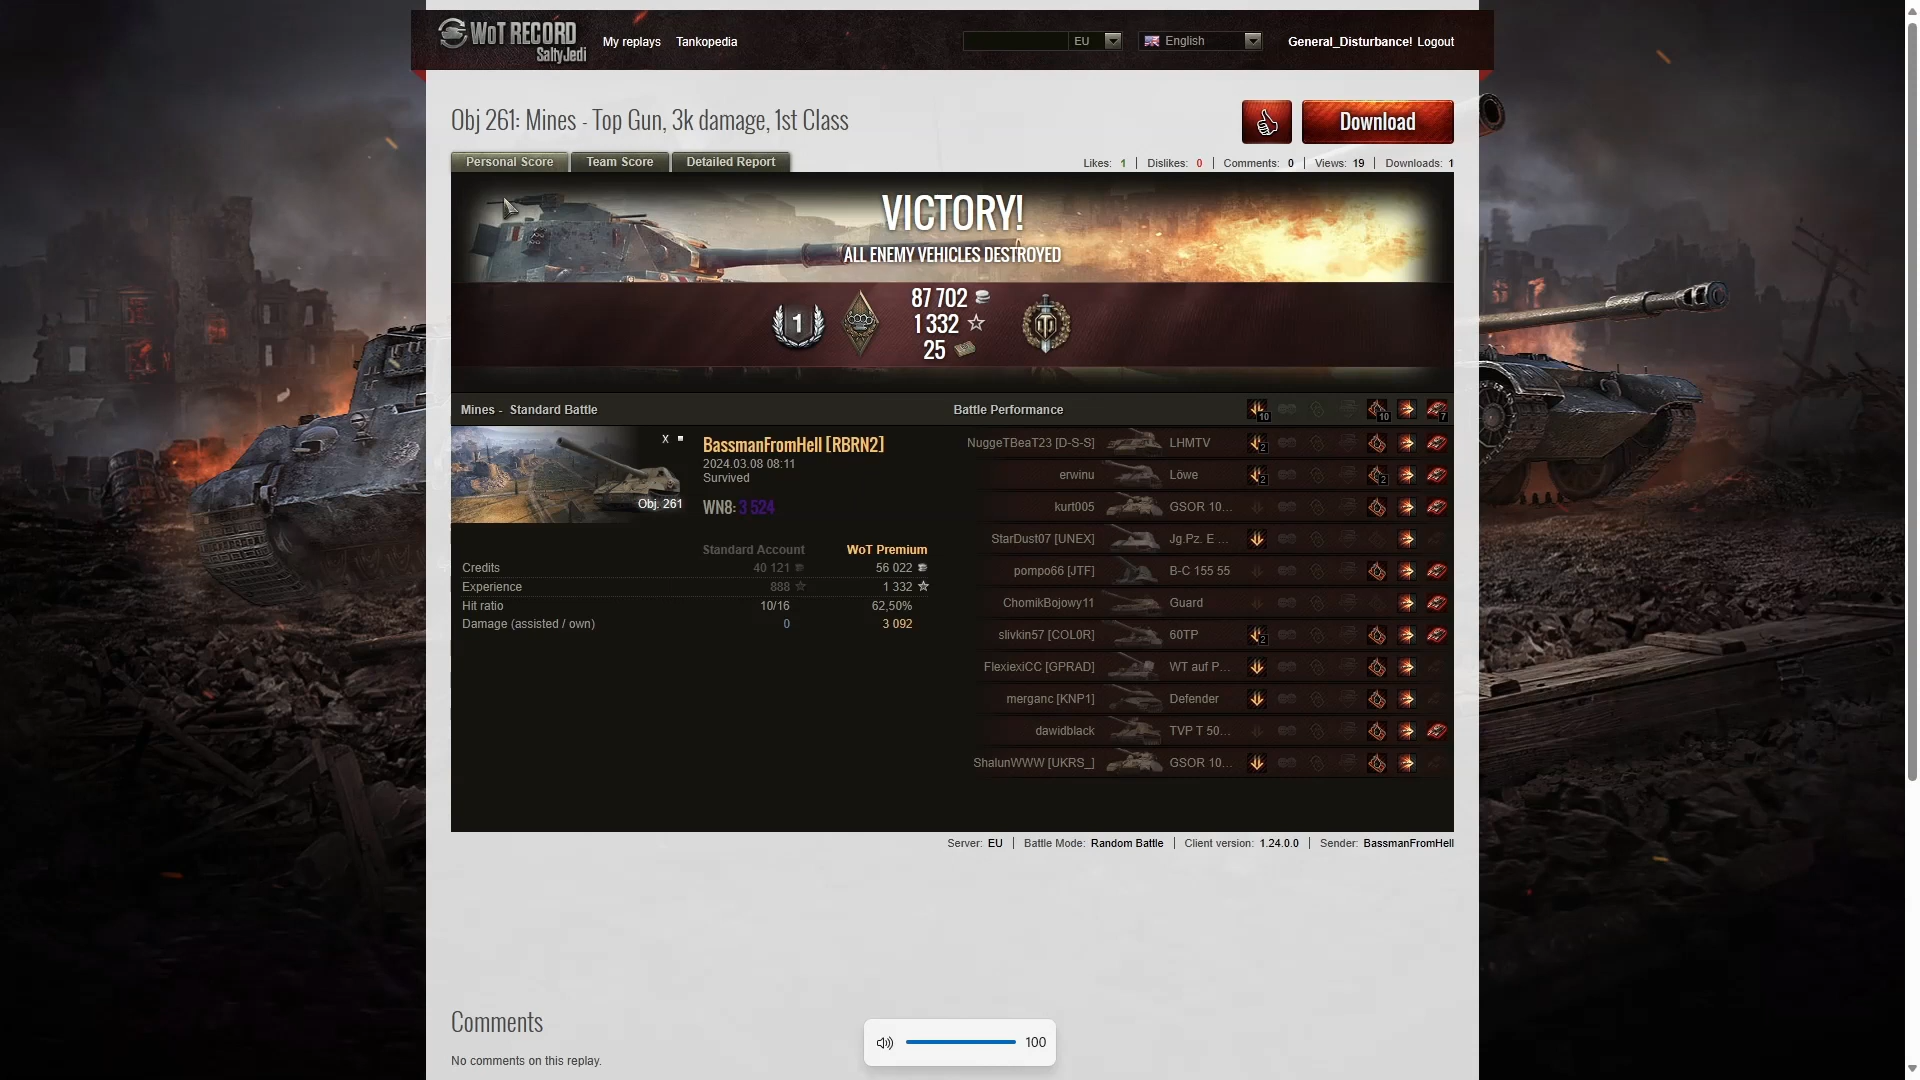 WoT RECORD
SaltyJedi
My replays
Tankopedia
EU
English
General_Disturbance! Logout
Obj 261: Mines - Top Gun, 3k damage, 1st Class
Download
Personal Score
Team Score
Detailed Report
Likes: 1 | Dislikes: 0 | Comments: 0 | Views: 19 | Downloads: 1
VICTORY!
ALL ENEMY VEHICLES DESTROYED
1
87 702
1 332
25
Mines - Standard Battle
Battle Performance
10
10
7
X
Obj. 261
BassmanFromHell [RBRN2]
2024.03.08 08:11
Survived
WN8: 3 524
Standard Account WoT Premium
Credits 40 121 56 022
Experience 888 1 332
Hit ratio 10/16 62,50%
Damage (assisted / own) 0 3 092
NuggeTBeaT23 [D-S-S] LHMTV 2
erwinu Löwe 2 2
kurt005 GSOR 10...
StarDust07 [UNEX] Jg.Pz. E ...
pompo66 [JTF] B-C 155 55
ChomikBojowy11 Guard
slivkin57 [COL0R] 60TP 2
FlexiexiCC [GPRAD] WT auf P...
merganc [KNP1] Defender
dawidblack TVP T 50...
ShalunWWW [UKRS_] GSOR 10...
Server: EU | Battle Mode: Random Battle | Client version: 1.24.0.0 | Sender: BassmanFromHell
Comments
No comments on this replay.
100